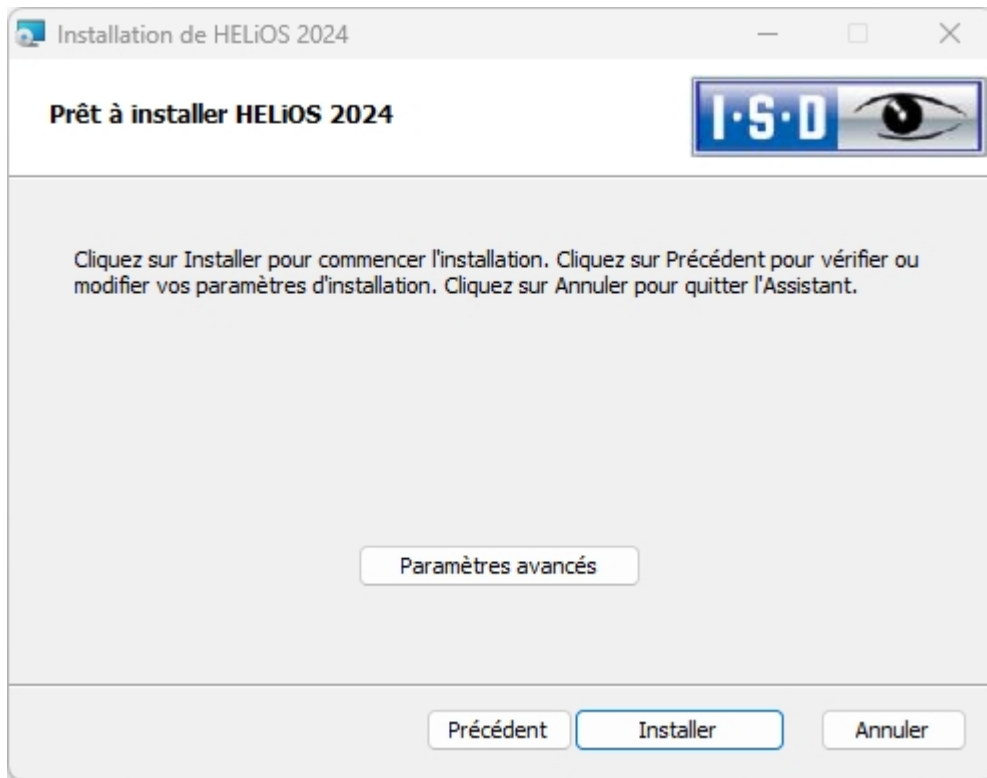 Installation de HELiOS 2024
Prêt à installer HELiOS 2024
I·S·D
Cliquez sur Installer pour commencer l'installation. Cliquez sur Précédent pour vérifier ou
modifier vos paramètres d'installation. Cliquez sur Annuler pour quitter l'Assistant.
Paramètres avancés
Précédent
Installer
Annuler